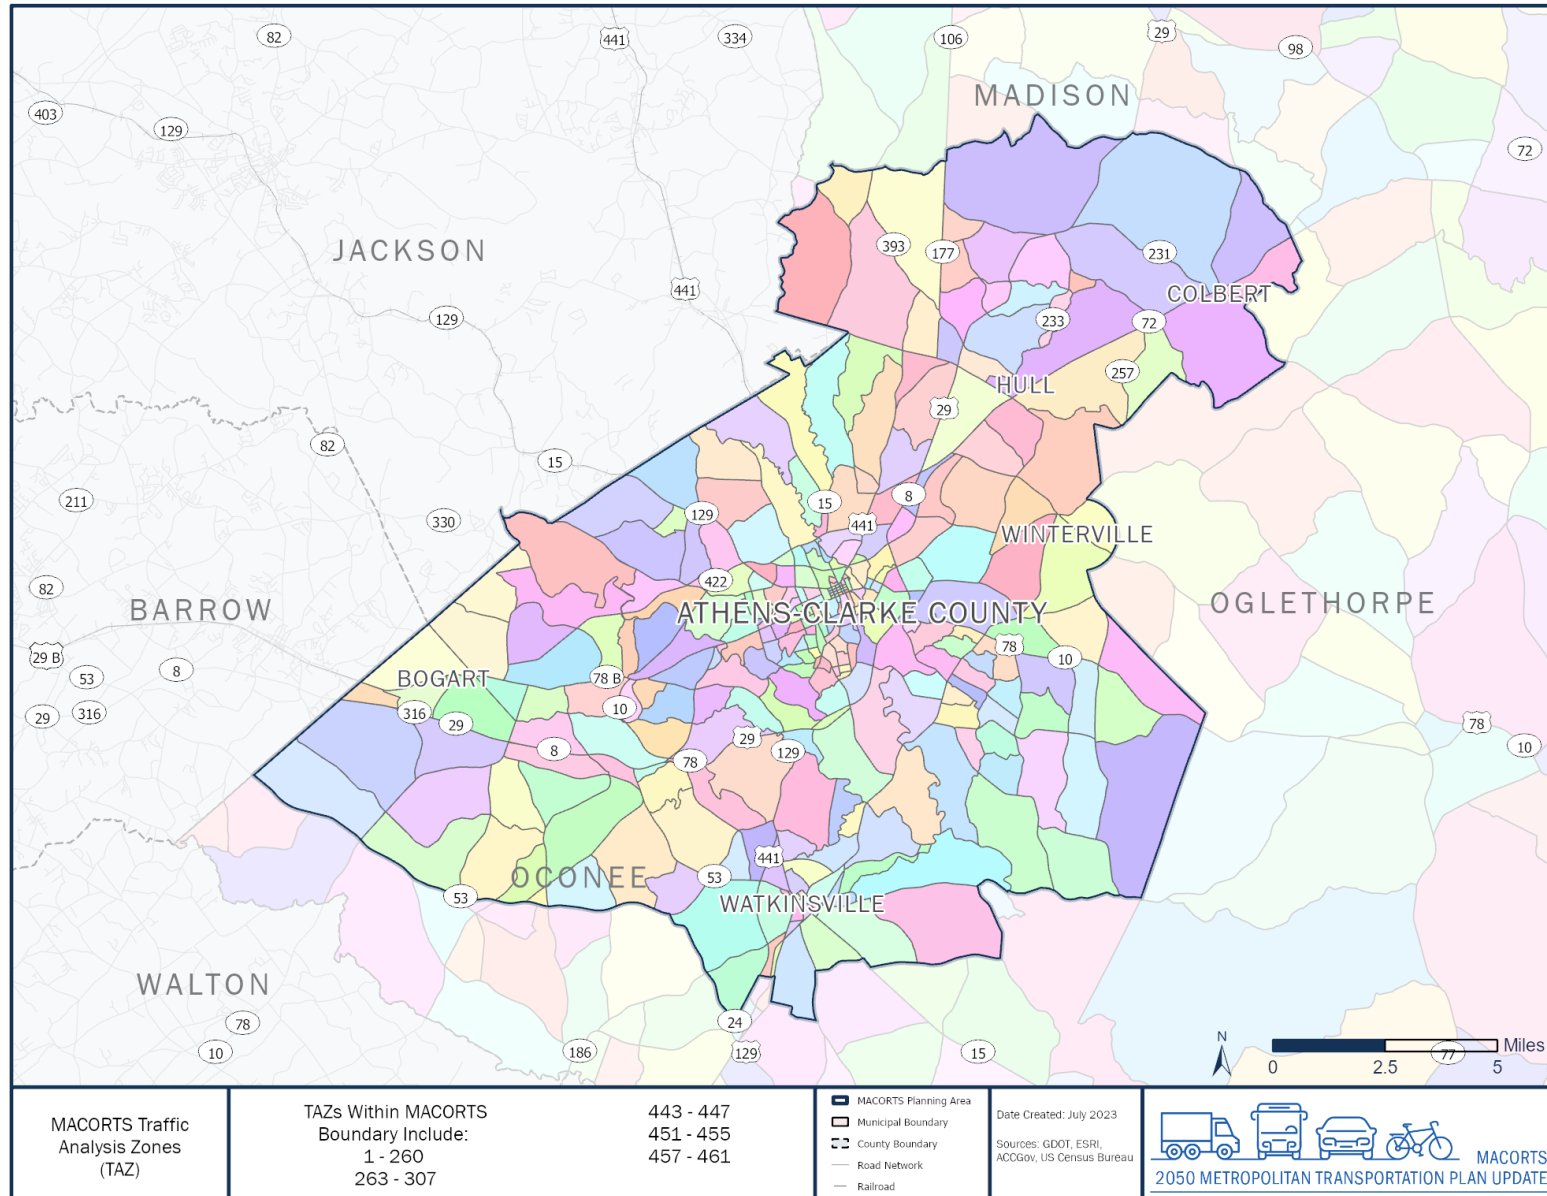 82
441
334
106
29
98
403
129
MADISON
72
JACKSON
393
177
231
441
COLBERT
129
233
72
257
HULL
29
82
15
211
330
129
15
8
441
WINTERVILLE
82
422
BARROW
ATHENS-CLARKE COUNTY
OGLETHORPE
29 B
8
53
78
10
BOGART
78 B
29
316
316
29
10
78
10
8
29
129
78
441
OCONEE
53
53
WATKINSVILLE
WALTON
78
10
24
186
129
15
N
77
Miles
0
2.5
5
MACORTS Traffic
Analysis Zones
(TAZ)
TAZs Within MACORTS
Boundary Include:
1 - 260
263 - 307
443 - 447
451 - 455
457 - 461
MACORTS Planning Area
Municipal Boundary
County Boundary
Road Network
Railroad
Date Created: July 2023
Sources: GDOT, ESRI,
ACCGov, US Census Bureau
MACORTS
2050 METROPOLITAN TRANSPORTATION PLAN UPDATE